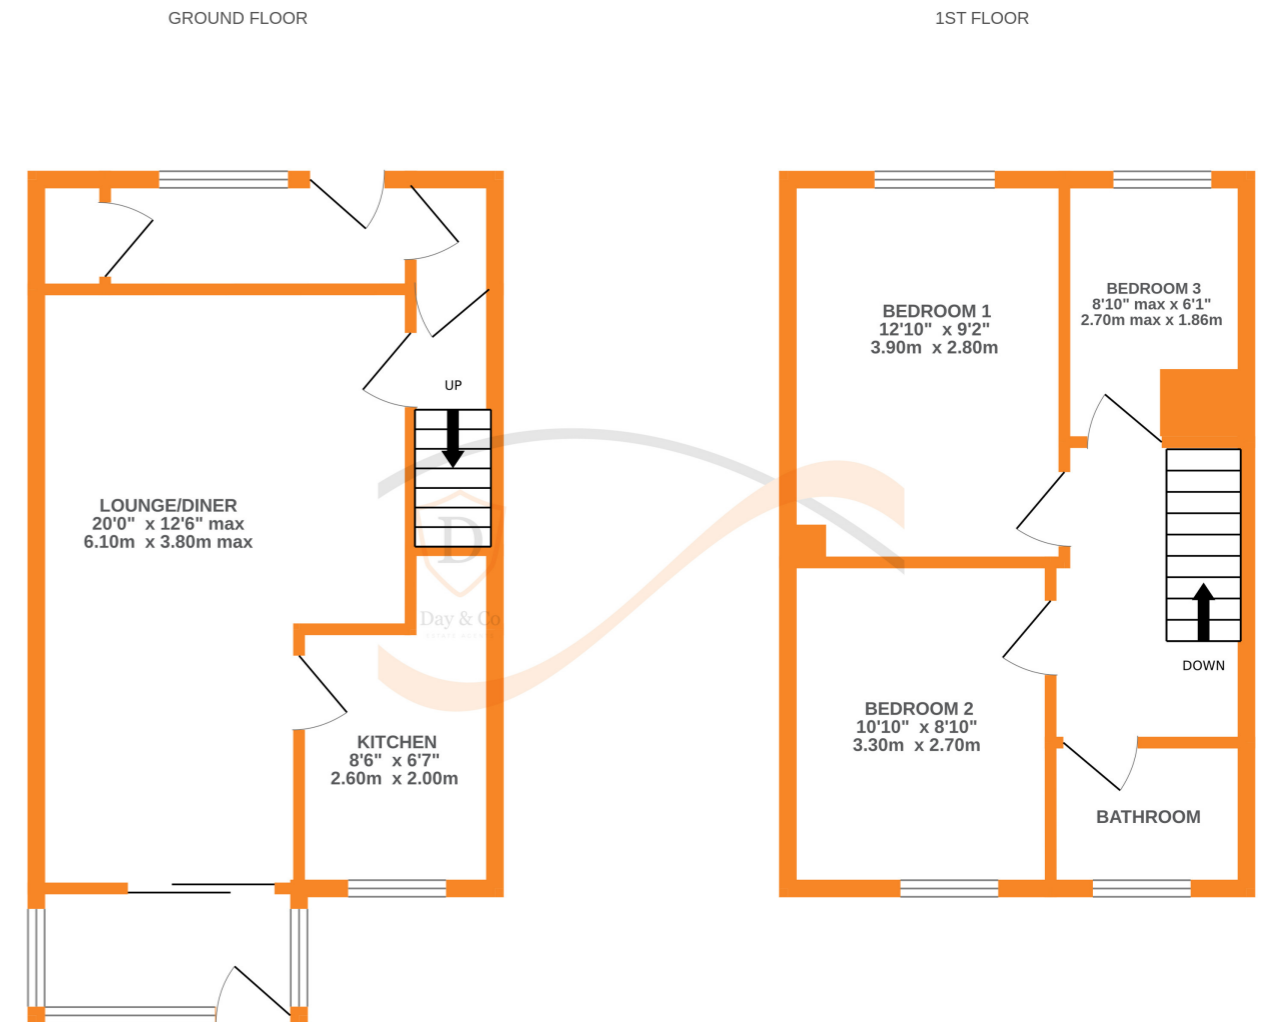 GROUND FLOOR
1ST FLOOR
UP
LOUNGE/DINER
20'0" x 12'6" max
6.10m x 3.80m max
KITCHEN
8'6" x 6'7"
2.60m x 2.00m
D
Day & Co
BEDROOM 1
12'10" x 9'2"
3.90m x 2.80m
BEDROOM 3
8'10" max x 6'1"
2.70m max x 1.86m
DOWN
BEDROOM 2
10'10" x 8'10"
3.30m x 2.70m
BATHROOM